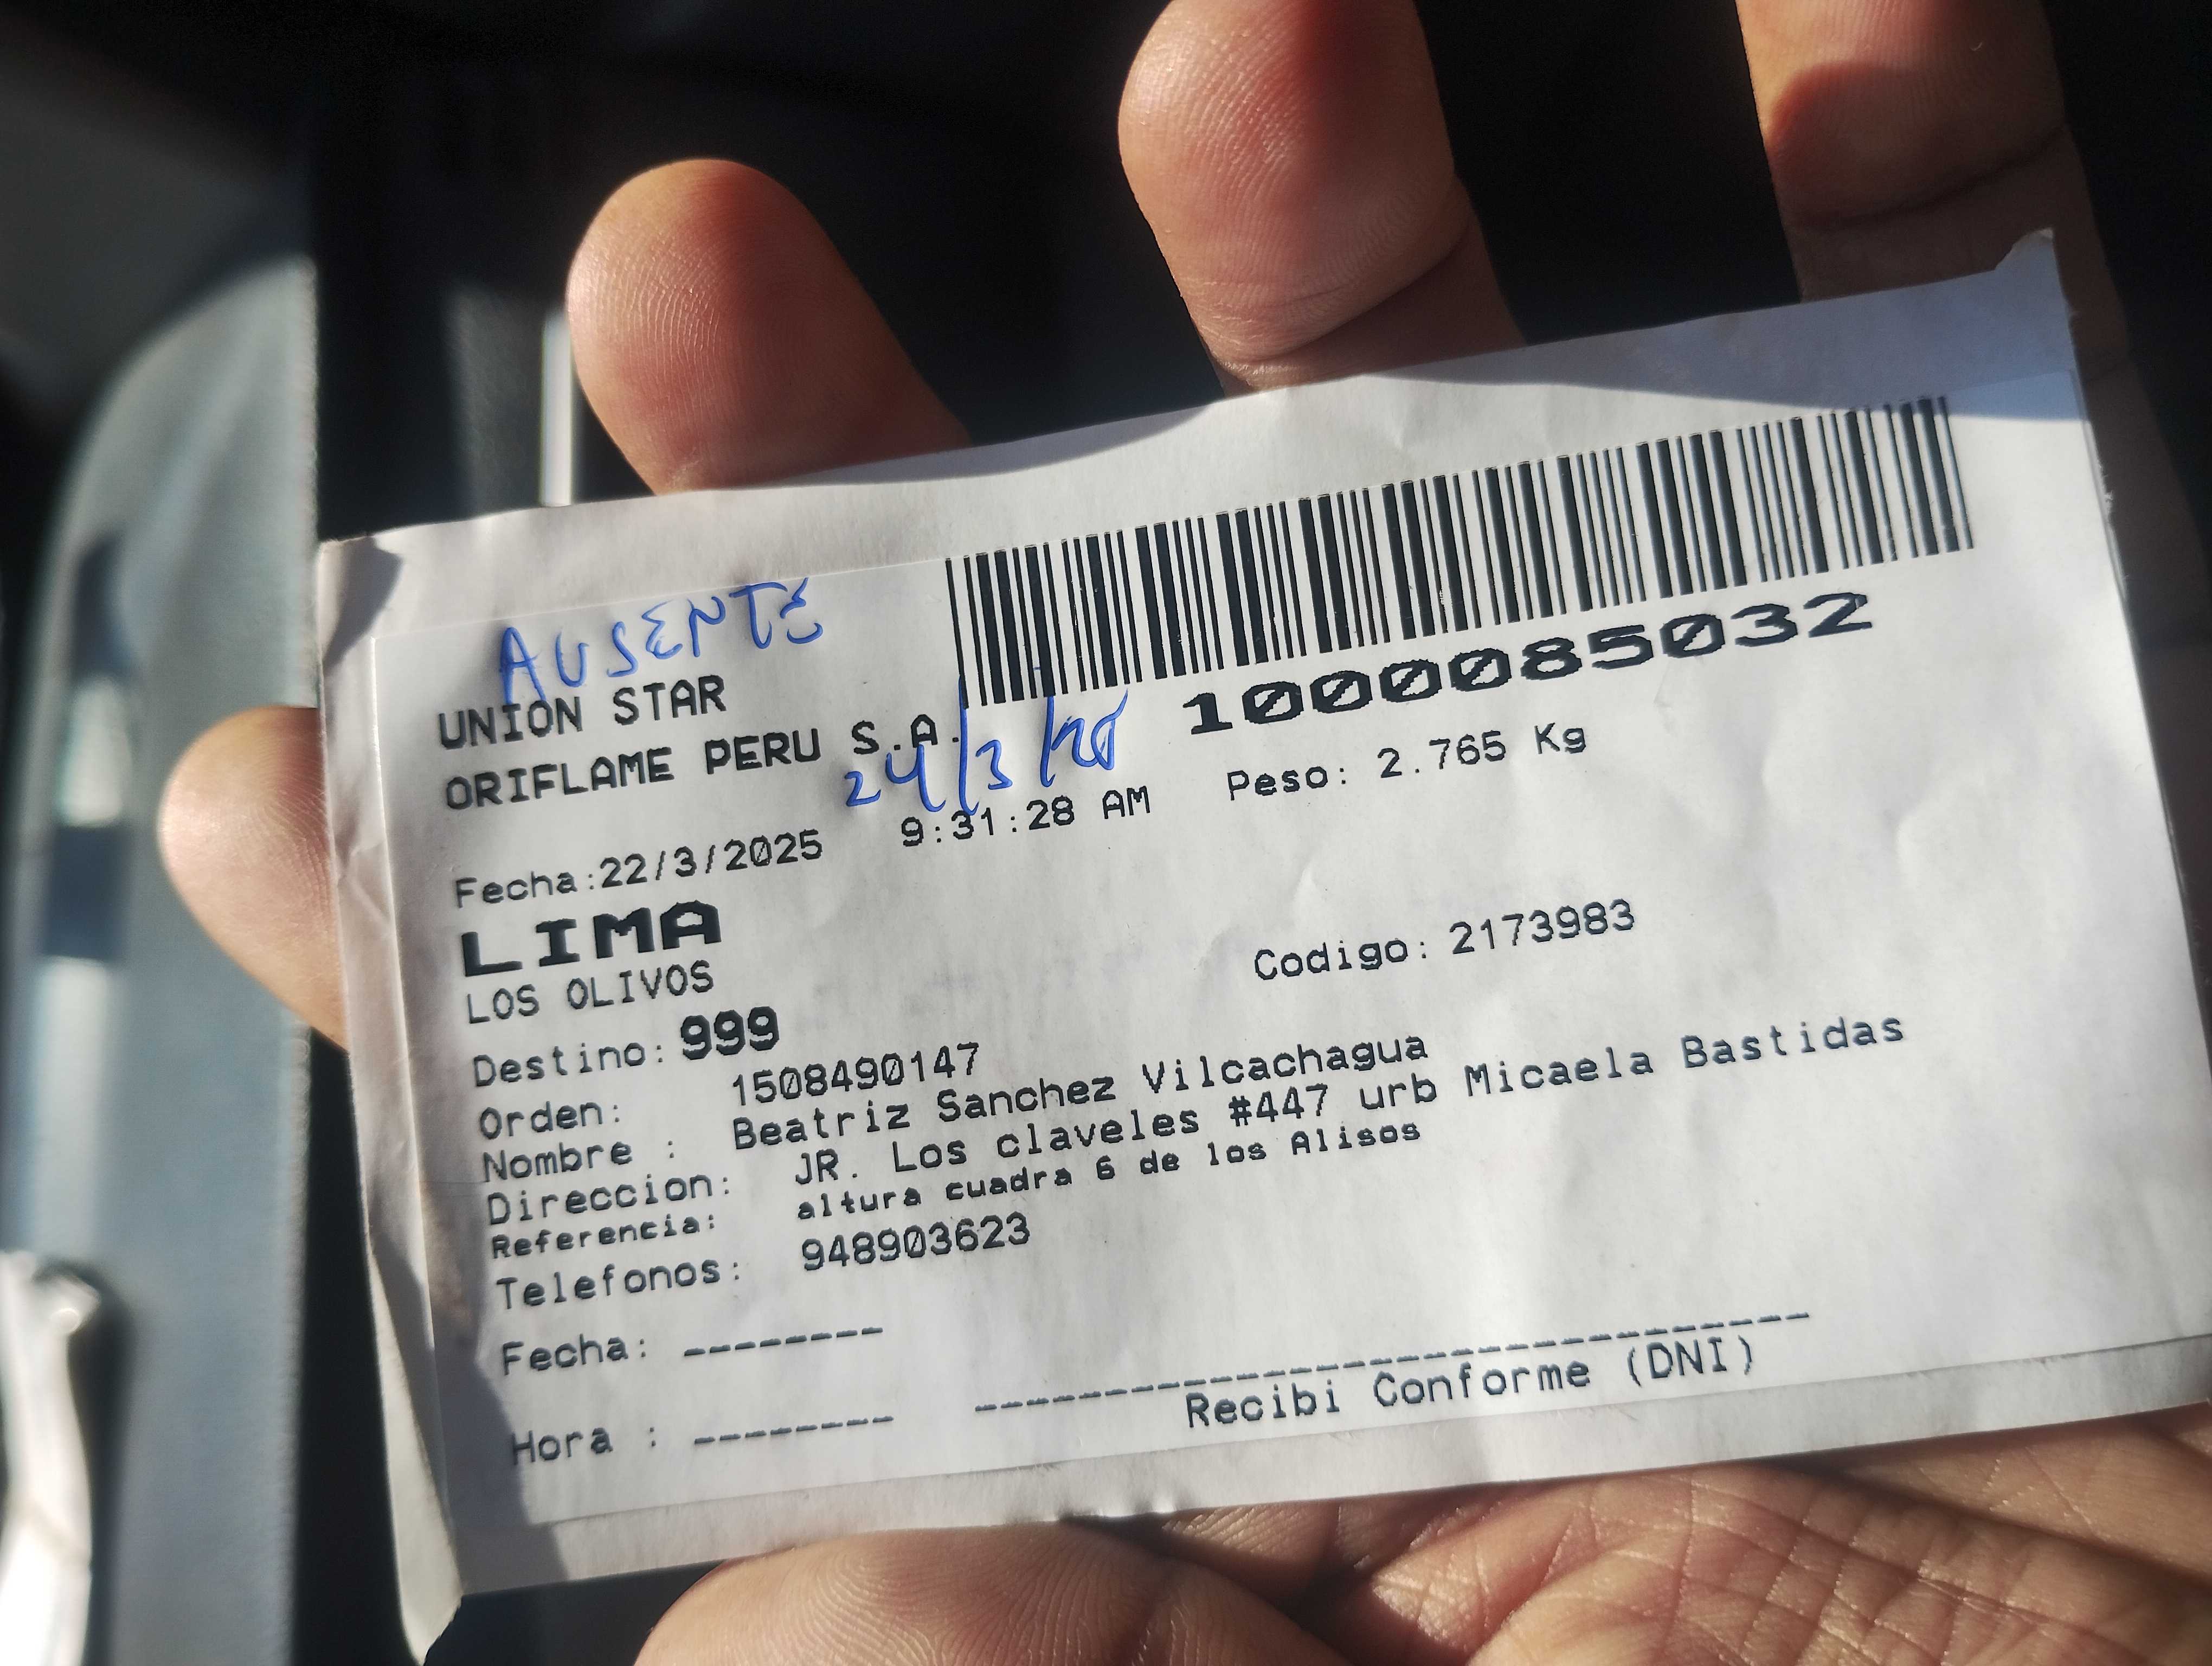 AUSENTE
UNION STAR
ORIFLAME PERU S.A.
24/3/25
1000085032
Fecha:22/3/2025 9:31:28 AM Peso: 2.765 Kg
LIMA
LOS OLIVOS
Codigo: 2173983
Destino: 999
Orden: 1508490147
Nombre : Beatriz Sanchez Vilcachagua
Direccion: JR. Los claveles #447 urb Micaela Bastidas
Referencia: altura cuadra 6 de los Alisos
Telefonos: 948903623
Fecha: --------
Hora : --------
Recibi Conforme (DNI)